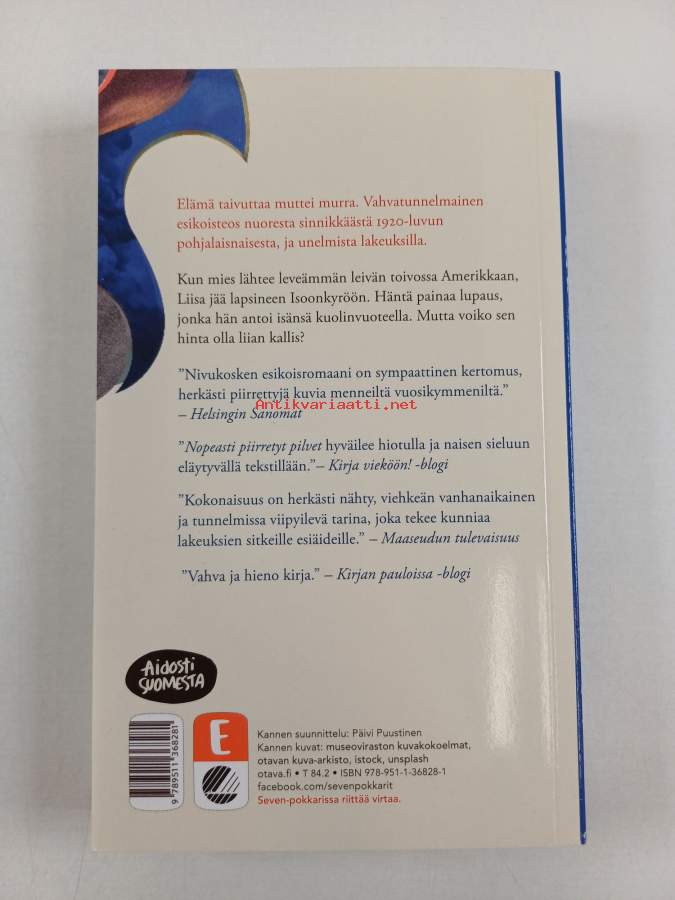 Elämä taivuttaa muttei murra. Vahvatunnelmainen
esikoisteos nuoresta sinnikkäästä 1920-luvun
pohjalaisnaisesta, ja unelmista lakeuksilla.
Kun mies lähtee leveämmän leivän toivossa Amerikkaan,
Liisa jää lapsineen Isoonkyröön. Häntä painaa lupaus,
jonka hän antoi isänsä kuolinvuoteella. Mutta voiko sen
hinta olla liian kallis?
”Nivukosken esikoisromaani on sympaattinen kertomus,
herkästi piirrettyjä kuvia menneiltä vuosikymmeniltä.”
Antikvariaatti.net
– Helsingin Sanomat
”Nopeasti piirretyt pilvet hyväilee hiotulla ja naisen sieluun
eläytyvällä tekstillään.”– Kirja vieköön! -blogi
”Kokonaisuus on herkästi nähty, viehkeän vanhanaikainen
ja tunnelmissa viipyilevä tarina, joka tekee kunniaa
lakeuksien sitkeille esiäideille.” – Maaseudun tulevaisuus
”Vahva ja hieno kirja.” – Kirjan pauloissa -blogi
Aidosti
SUOMESTA
9 789511 368281
E
Kannen suunnittelu: Päivi Puustinen
Kannen kuvat: museoviraston kuvakokoelmat,
otavan kuva-arkisto, istock, unsplash
otava.fi • T 84.2 • ISBN 978-951-1-36828-1
facebook.com/sevenpokkarit
Seven-pokkarissa riittää virtaa.